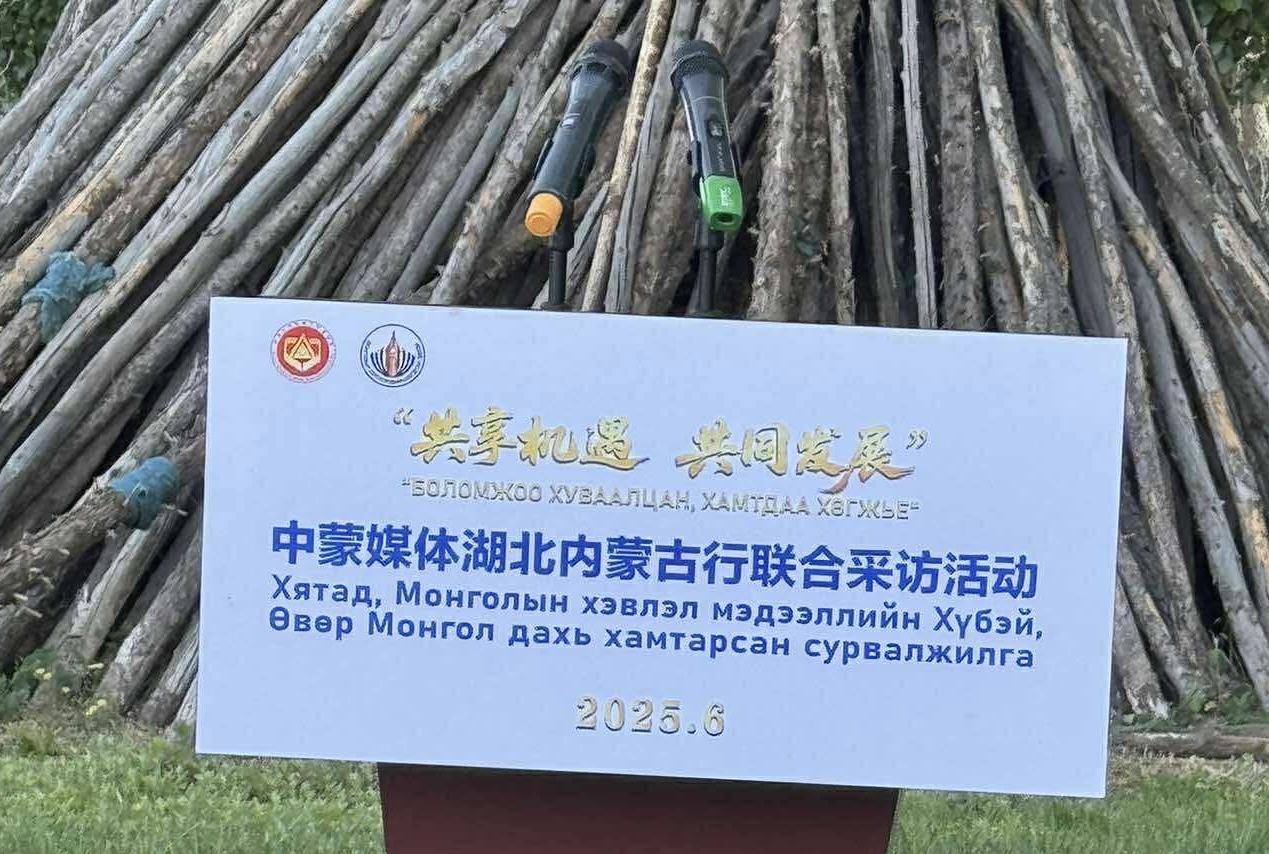 “共享机遇 共同发展”
“БОЛОМЖОО ХУВААЛЦАН, ХАМТДАА ХӨГЖЬЕ“
中蒙媒体湖北内蒙古行联合采访活动
Хятад, Монголын хэвлэл мэдээллийн Хүбэй,
Өвөр Монгол дахь хамтарсан сурвалжилга
2025.6